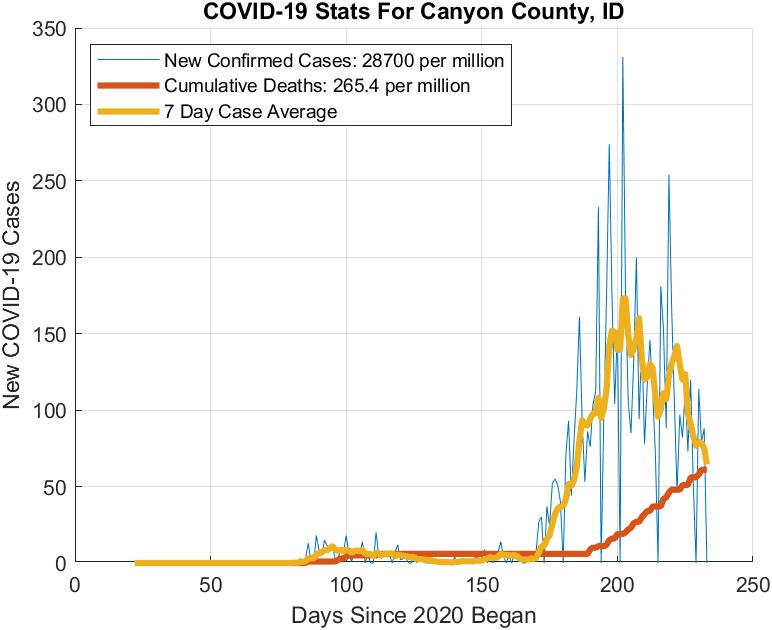 COVID-19 Stats For Canyon County, ID
350
300
250
200
150
100
50
0
New COVID-19 Cases
New Confirmed Cases: 28700 per million
Cumulative Deaths: 265.4 per million
7 Day Case Average
0 50 100 150 200 250
Days Since 2020 Began